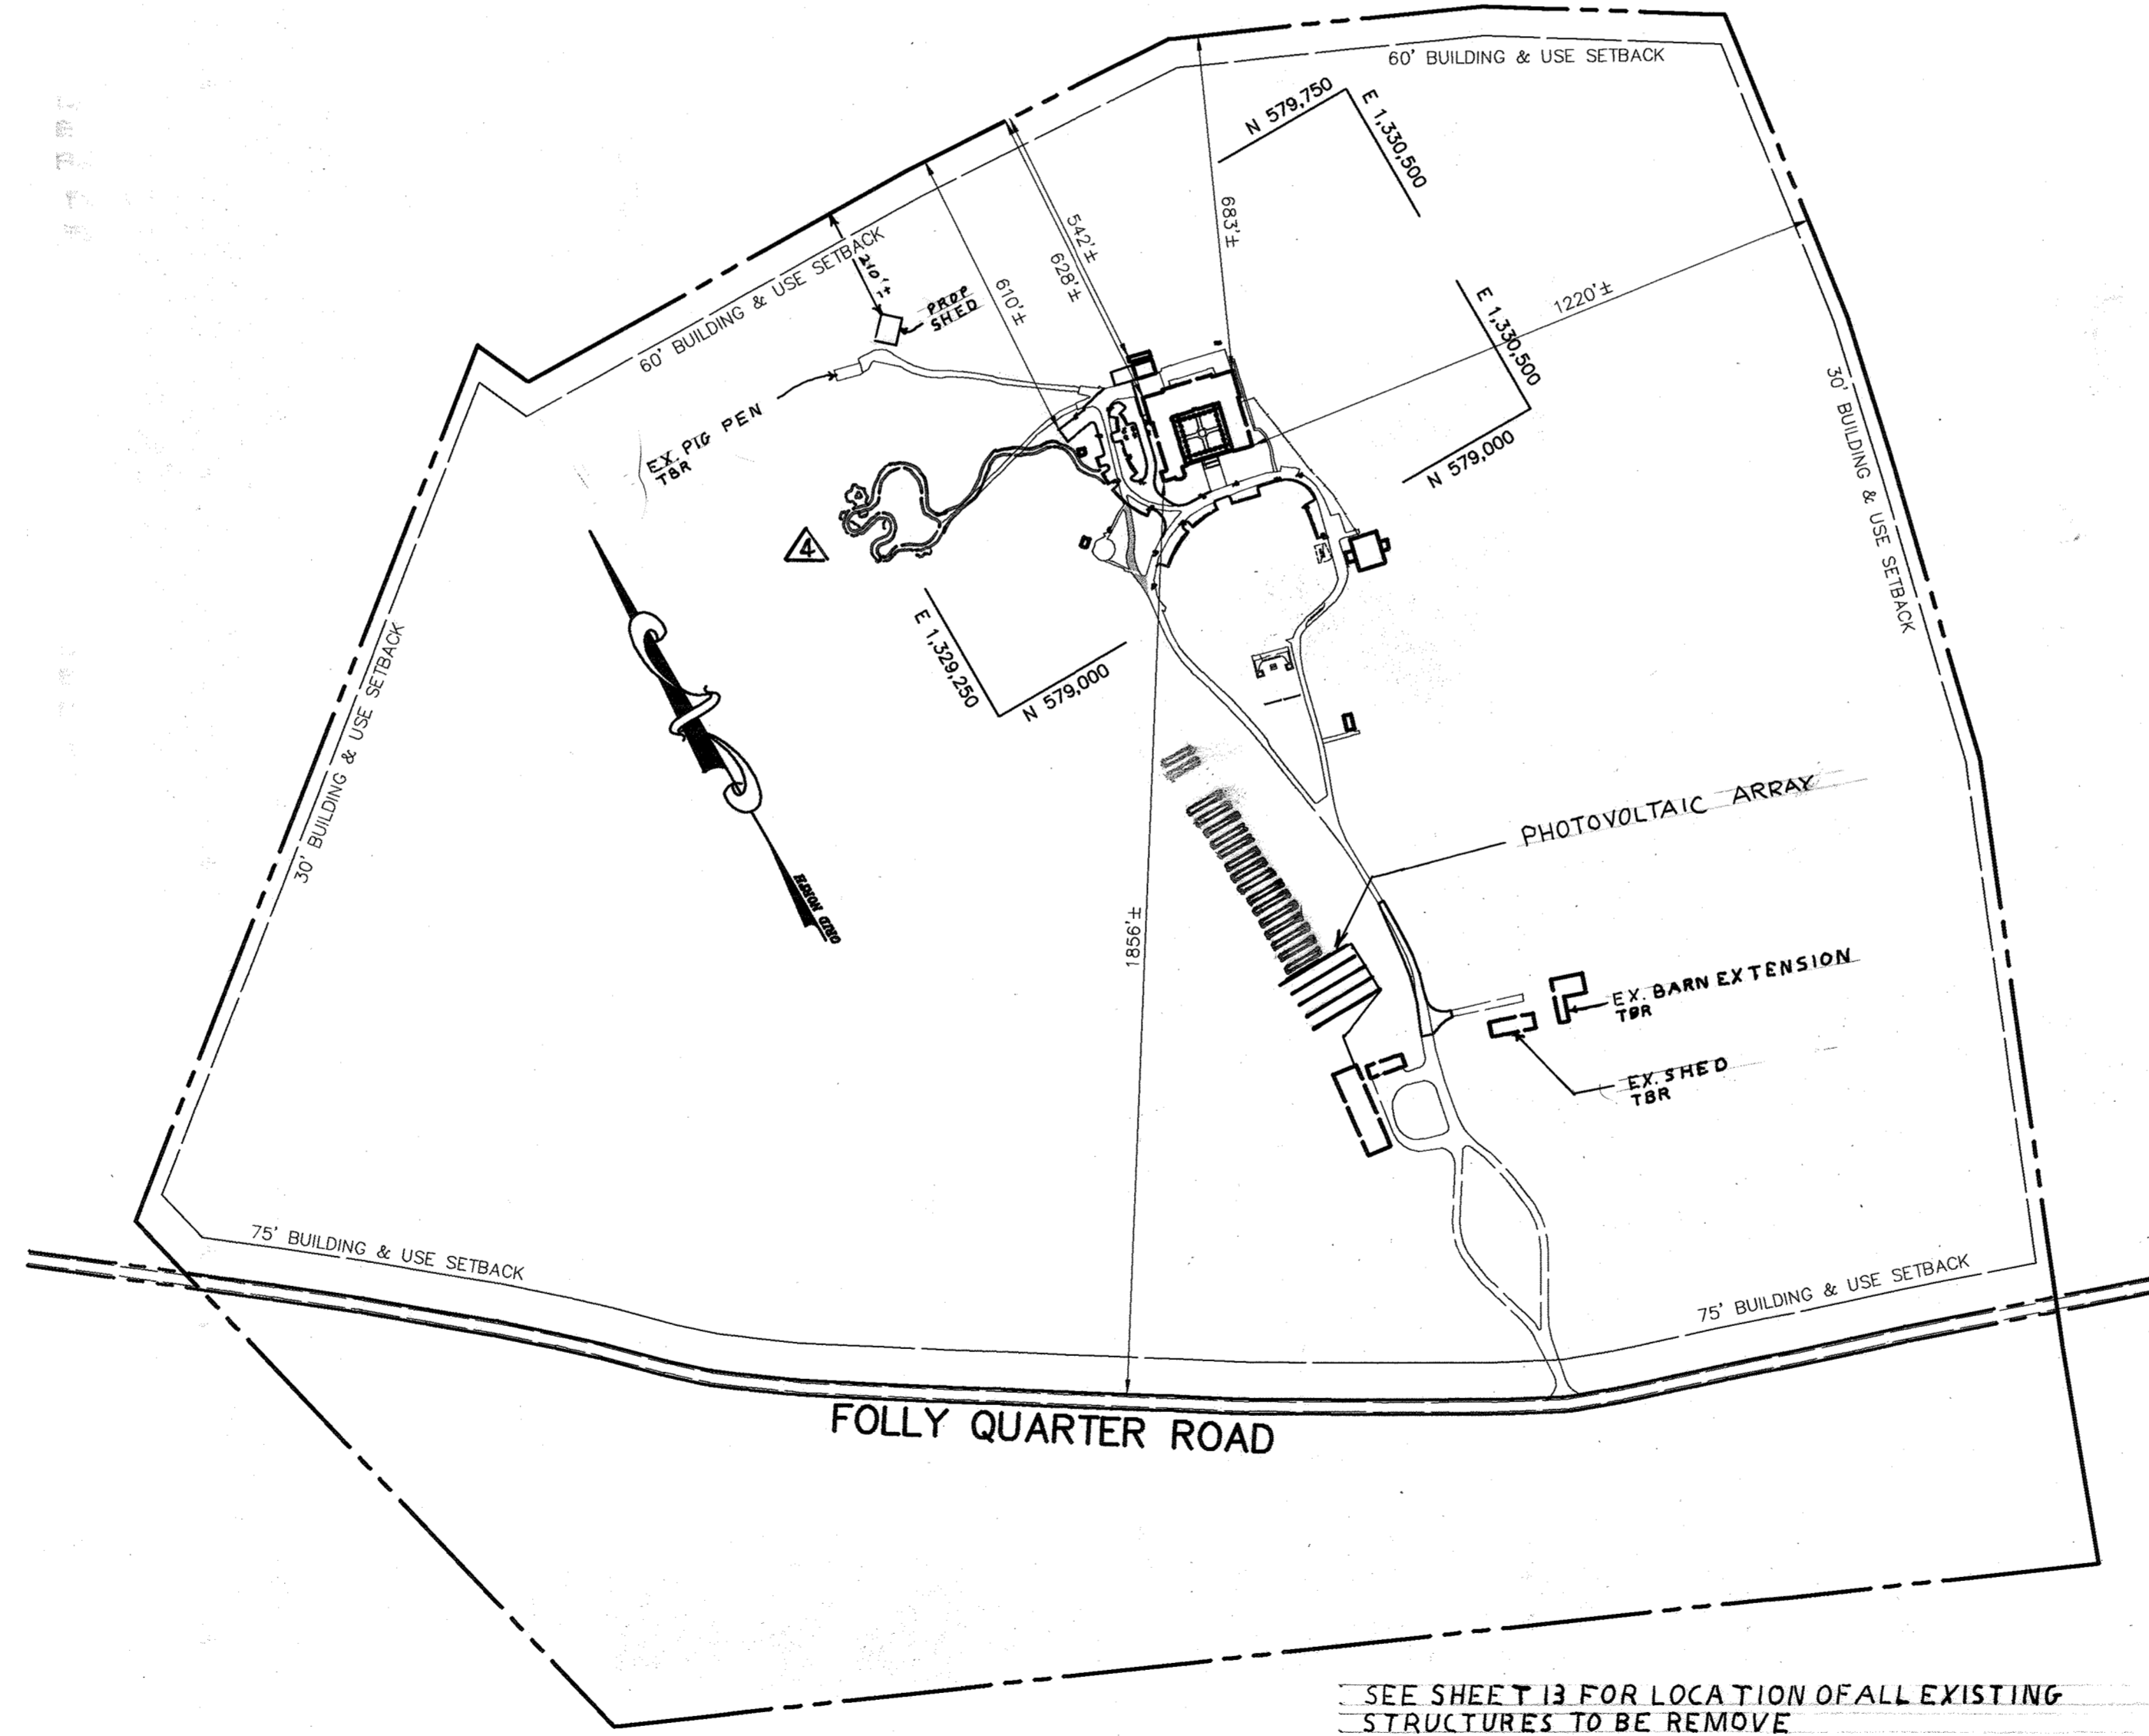 60' BUILDING & USE SETBACK
N 579,750
E 1,330,500
683'±
542'±
628'±
610'±
60' BUILDING & USE SETBACK
PROP
SHED
1220'±
E 1,330,500
N 579,000
30' BUILDING & USE SETBACK
EX. PIG PEN
TBR
4
E 1,329,250
N 579,000
30' BUILDING & USE SETBACK
GRID NORTH
PHOTOVOLTAIC ARRAY
1856'±
EX. BARN EXTENSION
TBR
EX. SHED
TBR
75' BUILDING & USE SETBACK
75' BUILDING & USE SETBACK
FOLLY QUARTER ROAD
SEE SHEET 13 FOR LOCATION OF ALL EXISTING
STRUCTURES TO BE REMOVE